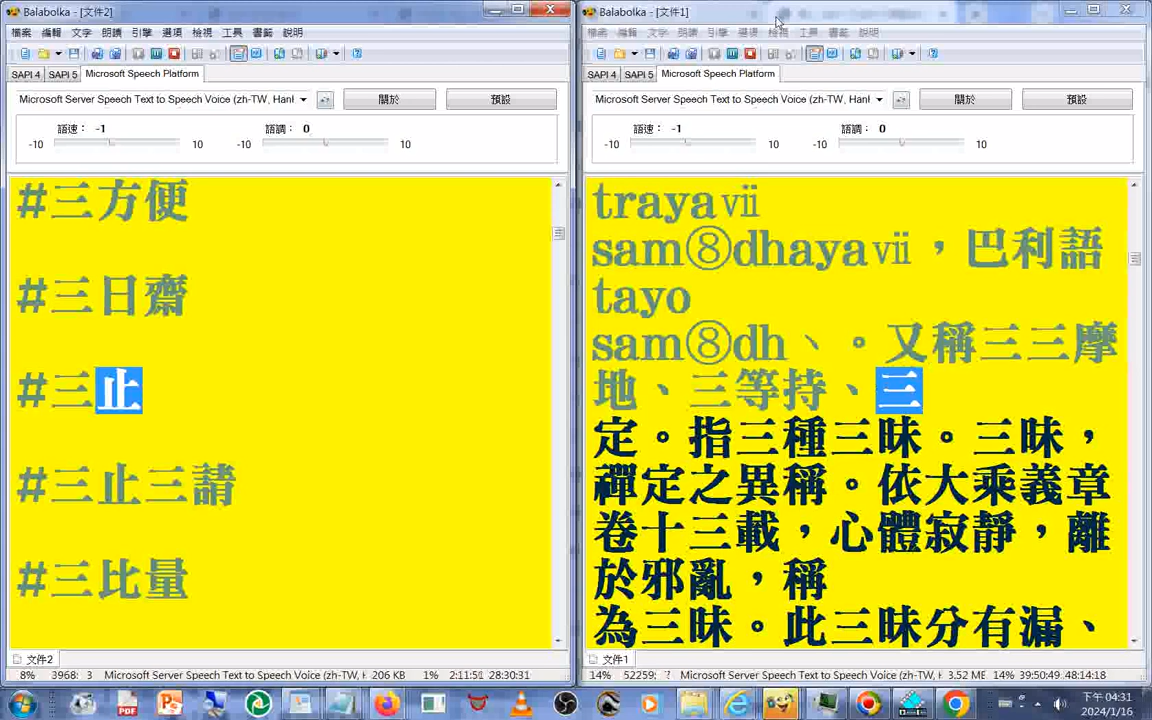 Balabolka - [文件2]
檔案 編輯 文字 朗讀 引擎 選項 檢視 工具 書籤 說明
SAPI 4 SAPI 5 Microsoft Speech Platform
Microsoft Server Speech Text to Speech Voice (zh-TW, Han
關於 預設
語速： -1 語調： 0
-10 10 -10 10
#三方便
#三日齋
#三止
#三止三請
#三比量
文件2
8% 3968: 3 Microsoft Server Speech Text to Speech Voice (zh-TW, H 206 KB 1% 2:11:51 28:30:31
Balabolka - [文件1]
檔案 編輯 文字 朗讀 引擎 選項 檢視 工具 書籤 說明
SAPI 4 SAPI 5 Microsoft Speech Platform
Microsoft Server Speech Text to Speech Voice (zh-TW, Han
關於 預設
語速： -1 語調： 0
-10 10 -10 10
trayaⅶ
sam⑧dhayaⅶ，巴利語
tayo
sam⑧dh、。又稱三三摩
地、三等持、三
定。指三種三昧。三昧，
禪定之異稱。依大乘義章
卷十三載，心體寂靜，離
於邪亂，稱
為三昧。此三昧分有漏、
文件1
14% 52259: ? Microsoft Server Speech Text to Speech Voice (zh-TW, H 3.52 ME 14% 39:50:49 48:14:18
下午 04:31
2024/1/16